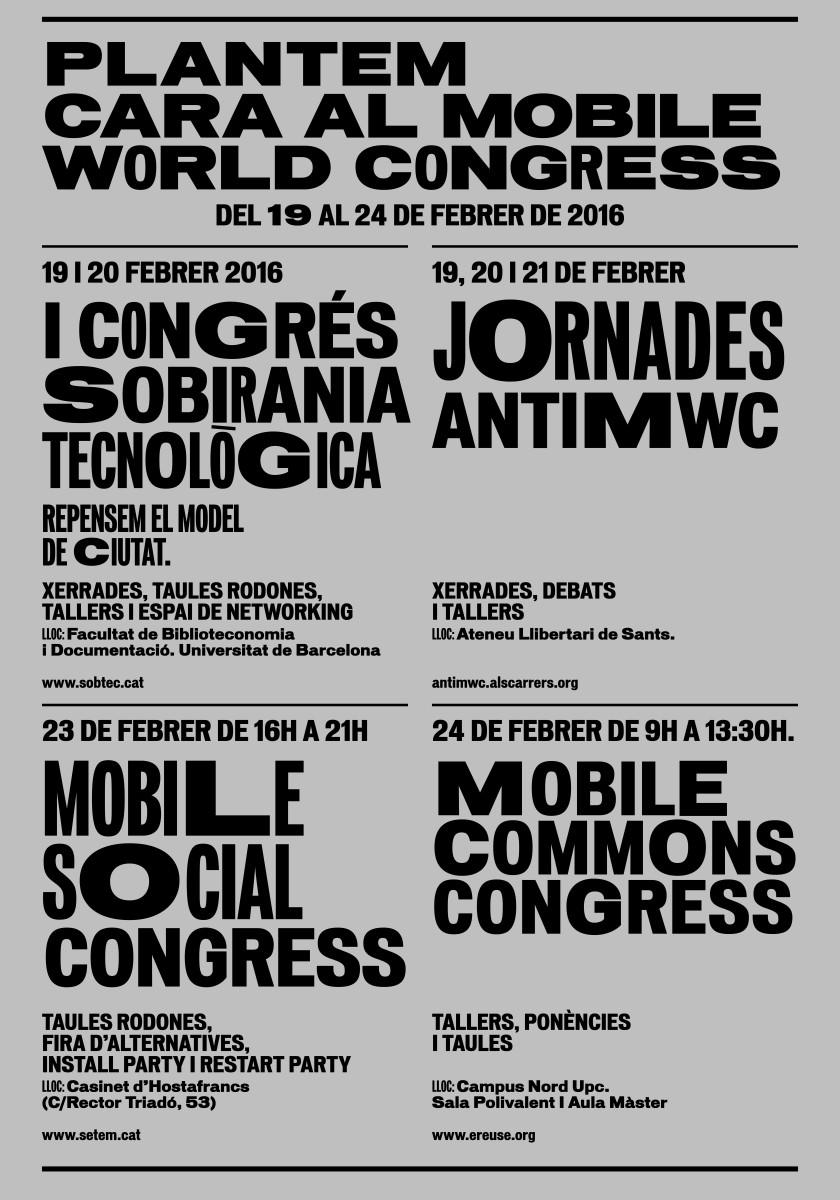 PLANTEM
CARA AL MOBILE
WORLD CONGRESS
DEL 19 AL 24 DE FEBRER DE 2016
19 I 20 FEBRER 2016
I CONGRÉS
SOBIRANIA
TECNOLÒGICA
REPENSEM EL MODEL
DE CIUTAT.
XERRADES, TAULES RODONES,
TALLERS I ESPAI DE NETWORKING
LLOC: Facultat de Biblioteconomia
i Documentació. Universitat de Barcelona
www.sobtec.cat
19, 20 I 21 DE FEBRER
JORNADES
ANTIMWC
XERRADES, DEBATS
I TALLERS
LLOC: Ateneu Llibertari de Sants.
antimwc.alscarrers.org
23 DE FEBRER DE 16H A 21H
MOBILE
SOCIAL
CONGRESS
TAULES RODONES,
FIRA D’ALTERNATIVES,
INSTALL PARTY I RESTART PARTY
LLOC: Casinet d’Hostafrancs
(C/Rector Triadó, 53)
www.setem.cat
24 DE FEBRER DE 9H A 13:30H.
MOBILE
COMMONS
CONGRESS
TALLERS, PONÈNCIES
I TAULES
LLOC: Campus Nord Upc.
Sala Polivalent I Aula Màster
www.ereuse.org